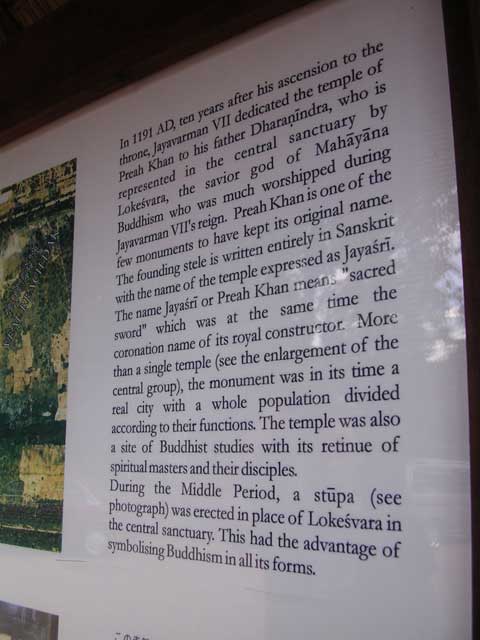 In 1191 AD, ten years after his ascension to the
throne, Jayavarman VII dedicated the temple of
Preah Khan to his father Dharaṇīndra, who is
represented in the central sanctuary by
Lokeśvara, the savior god of Mahāyāna
Buddhism who was much worshipped during
Jayavarman VII's reign. Preah Khan is one of the
few monuments to have kept its original name.
The founding stele is written entirely in Sanskrit
with the name of the temple expressed as Jayaśrī.
The name Jayaśrī or Preah Khan means "sacred
sword" which was at the same time the
coronation name of its royal constructor. More
than a single temple (see the enlargement of the
central group), the monument was in its time a
real city with a whole population divided
according to their functions. The temple was also
a site of Buddhist studies with its retinue of
spiritual masters and their disciples.
During the Middle Period, a stūpa (see
photograph) was erected in place of Lokeśvara in
the central sanctuary. This had the advantage of
symbolising Buddhism in all its forms.